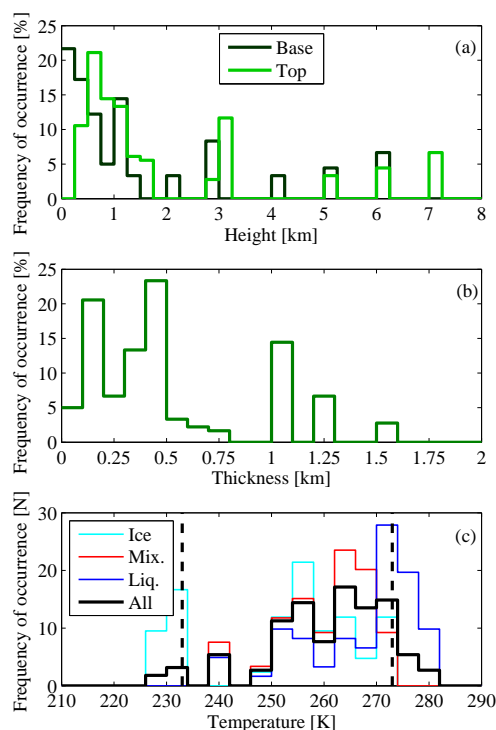 Frequency of occurrence [%]
25
20
15
10
5
0
Base
Top
(a)
0 1 2 3 4 5 6 7 8
Height [km]
Frequency of occurrence [%]
25
20
15
10
5
0
(b)
0 0.25 0.5 0.75 1 1.25 1.5 1.75 2
Thickness [km]
Frequency of occurrence [N]
30
20
10
0
Ice
Mix.
Liq.
All
(c)
210 220 230 240 250 260 270 280 290
Temperature [K]